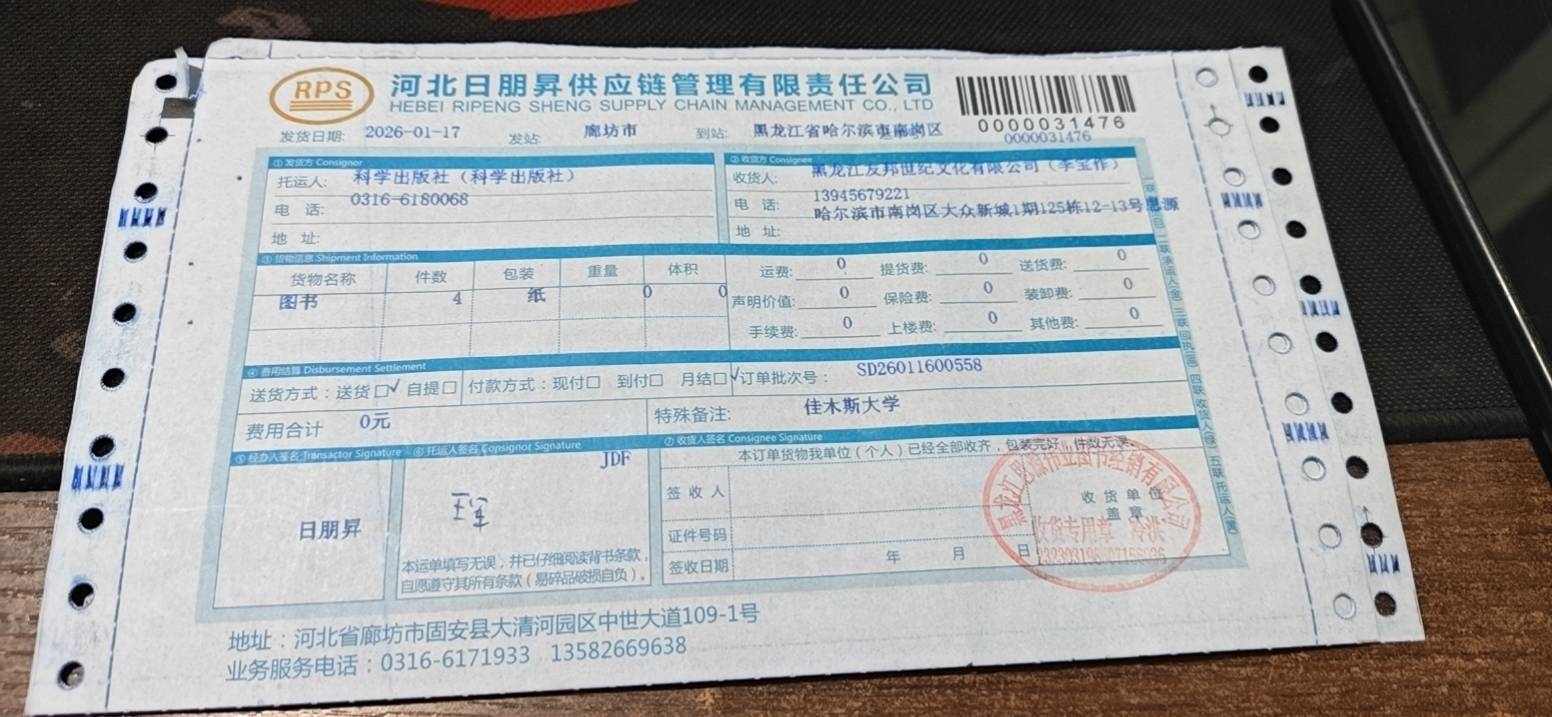 RPS
河北日朋昇供应链管理有限责任公司
HEBEI RIPENG SHENG SUPPLY CHAIN MANAGEMENT CO., LTD
0000031476
发货日期: 2026-01-17 发站: 廊坊市 到站: 黑龙江省哈尔滨市南岗区 0000031476
① 发货方 Consignor ② 收货方 Consignee
托运人: 科学出版社（科学出版社） 收货人: 黑龙江友邦世纪文化有限公司（李宝作）
电 话: 0316-6180068 电 话: 13945679221
地 址: 地 址: 哈尔滨市南岗区大众新城1期125栋12-13号思源
③ 货物信息 Shipment Information
货物名称 件数 包装 重量 体积 运费: 0 提货费: 0 送货费: 0
图书 4 纸 0 0 声明价值: 0 保险费: 0 装卸费: 0
手续费: 0 上楼费: 0 其他费: 0
④ 费用结算 Disbursement Settlement
送货方式：送货□√ 自提□ 付款方式：现付□ 到付□ 月结□√ 订单批次号： SD26011600558
费用合计 0元 特殊备注: 佳木斯大学
⑤ 经办人签名 Transactor Signature ⑥ 托运人签名 Consignor Signature ⑦ 收货人签名 Consignee Signature
JDF 本订单货物我单位（个人）已经全部收齐，包装完好，件数无误。
日朋昇
签 收 人 收 货 单 位
盖 章
证件号码
签收日期 年 月 日
收货专用章
本运单填写无误，并已仔细阅读背书条款，
自愿遵守其所有条款（易碎品破损自负）。
地址：河北省廊坊市固安县大清河园区中世大道109-1号
业务服务电话：0316-6171933 13582669638